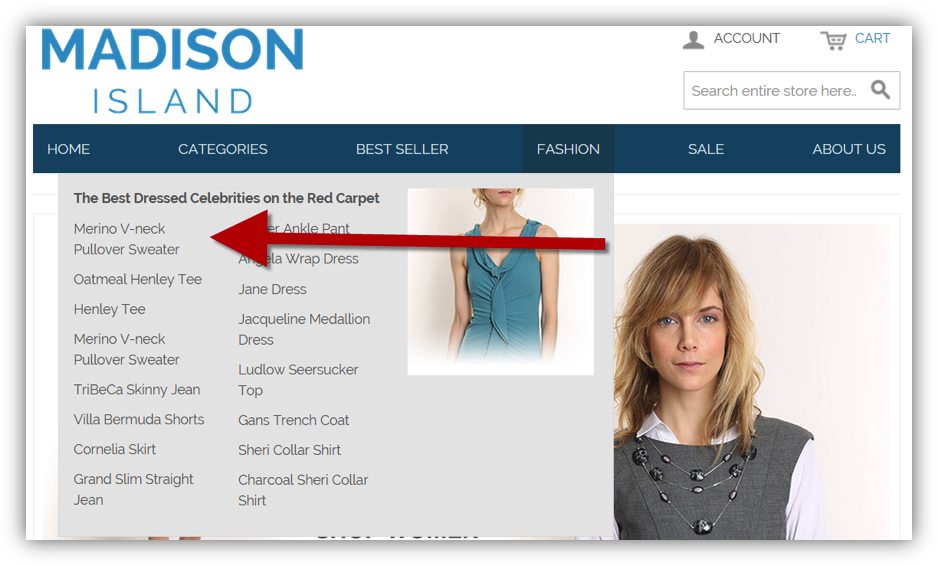 MADISON
ISLAND
ACCOUNT
CART
Search entire store here..
HOME
CATEGORIES
BEST SELLER
FASHION
SALE
ABOUT US
The Best Dressed Celebrities on the Red Carpet
Merino V-neck
Pullover Sweater
Oatmeal Henley Tee
Henley Tee
Merino V-neck
Pullover Sweater
TriBeCa Skinny Jean
Villa Bermuda Shorts
Cornelia Skirt
Grand Slim Straight
Jean
Ankle Pant
Angela Wrap Dress
Jane Dress
Jacqueline Medallion
Dress
Ludlow Seersucker
Top
Gans Trench Coat
Sheri Collar Shirt
Charcoal Sheri Collar
Shirt